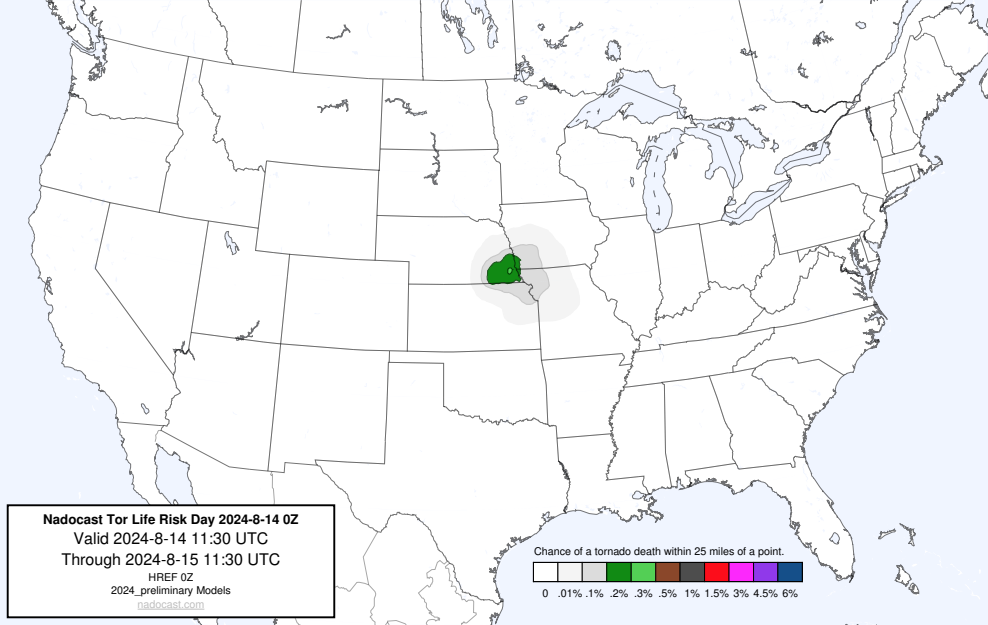 Nadocast Tor Life Risk Day 2024-8-14 0Z
Valid 2024-8-14 11:30 UTC
Through 2024-8-15 11:30 UTC
HREF 0Z
2024_preliminary Models
nadocast.com
Chance of a tornado death within 25 miles of a point.
0 .01% .1% .2% .3% .5% 1% 1.5% 3% 4.5% 6%